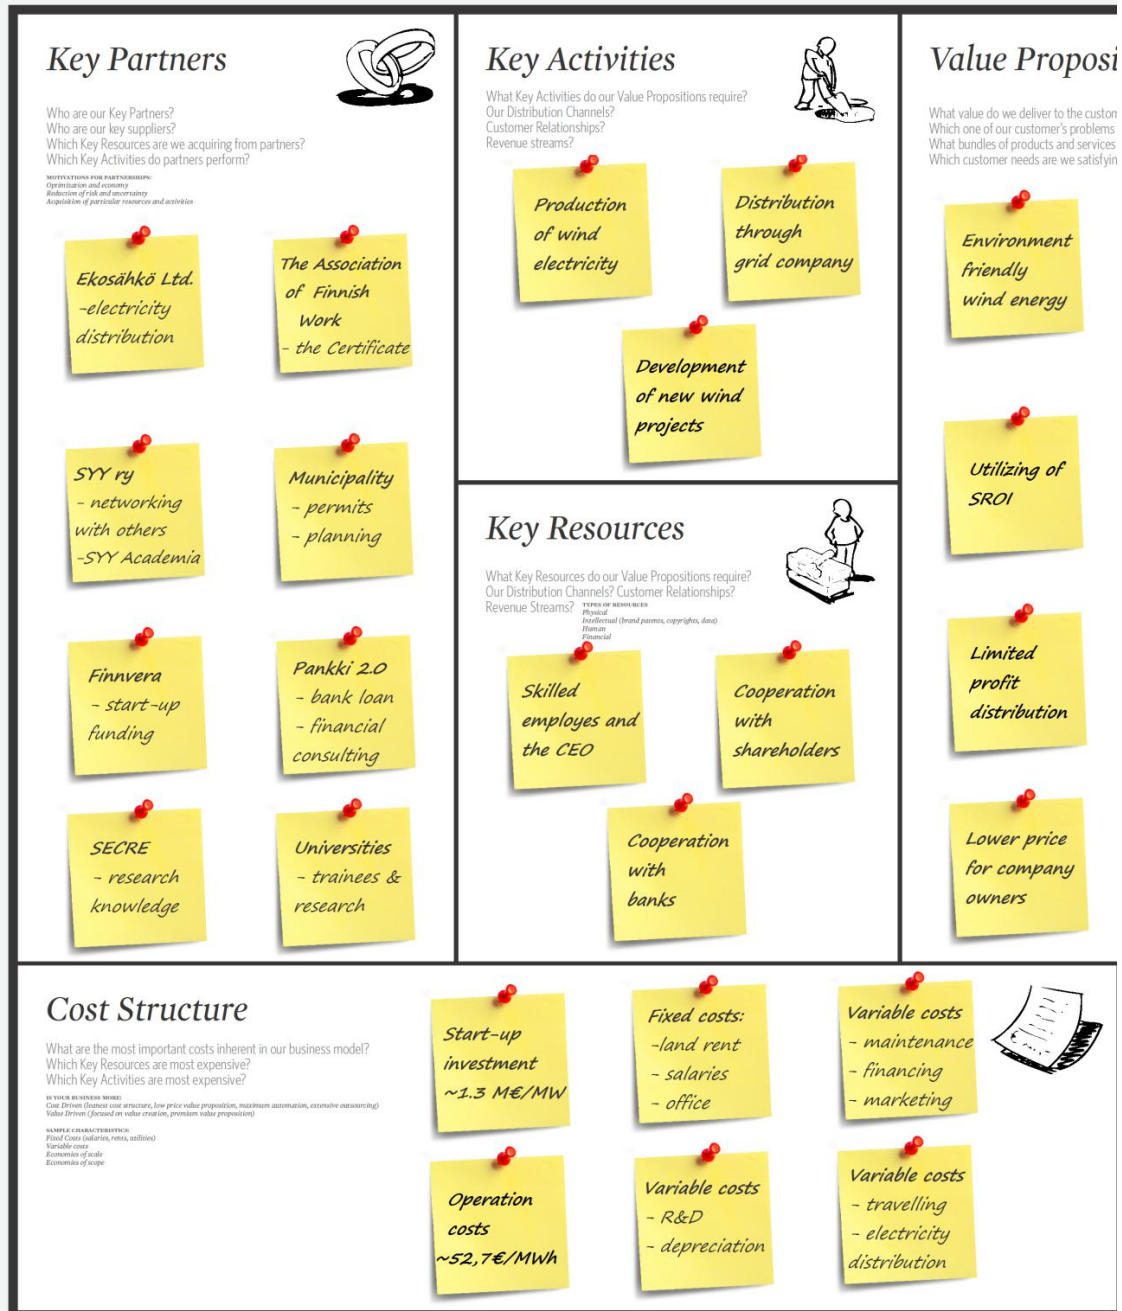 Key Partners
Who are our Key Partners?
Who are our key suppliers?
Which Key Resources are we acquiring from partners?
Which Key Activities do partners perform?
MOTIVATIONS FOR PARTNERSHIPS:
Optimization and economy
Reduction of risk and uncertainty
Acquisition of particular resources and activities
Ekosähkö Ltd.
-electricity
distribution
The Association
of Finnish
Work
- the Certificate
SYY ry
- networking
with others
-SYY Academia
Municipality
- permits
- planning
Finnvera
- start-up
funding
Pankki 2.0
- bank loan
- financial
consulting
SECRE
- research
knowledge
Universities
- trainees &
research
Key Activities
What Key Activities do our Value Propositions require?
Our Distribution Channels?
Customer Relationships?
Revenue streams?
Production
of wind
electricity
Distribution
through
grid company
Development
of new wind
projects
Key Resources
What Key Resources do our Value Propositions require?
Our Distribution Channels? Customer Relationships?
Revenue Streams?
TYPES OF RESOURCES
Physical
Intellectual (brand patents, copyrights, data)
Human
Financial
Skilled
employes and
the CEO
Cooperation
with
shareholders
Cooperation
with
banks
Value Proposi
What value do we deliver to the custom
Which one of our customer's problems
What bundles of products and services
Which customer needs are we satisfyin
Environment
friendly
wind energy
Utilizing of
SROI
Limited
profit
distribution
Lower price
for company
owners
Cost Structure
What are the most important costs inherent in our business model?
Which Key Resources are most expensive?
Which Key Activities are most expensive?
IS YOUR BUSINESS MORE:
Cost Driven (leanest cost structure, low price value proposition, maximum automation, extensive outsourcing)
Value Driven (focused on value creation, premium value proposition)
SAMPLE CHARACTERISTICS:
Fixed Costs (salaries, rents, utilities)
Variable costs
Economies of scale
Economies of scope
Start-up
investment
~1.3 M€/MW
Fixed costs:
-land rent
- salaries
- office
Variable costs
- maintenance
- financing
- marketing
Operation
costs
~52,7€/MWh
Variable costs
- R&D
- depreciation
Variable costs
- travelling
- electricity
distribution